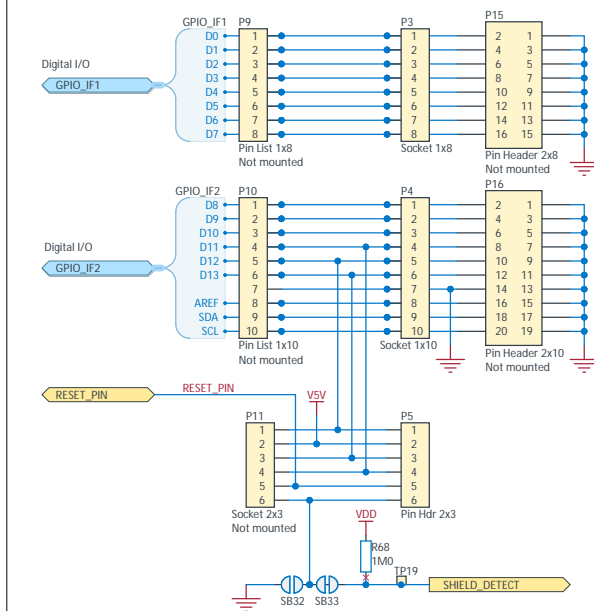 GPIO_IF1 P9 P3 P15
D0 1 1 2 1
D1 2 2 4 3
Digital I/O D2 3 3 6 5
D3 4 4 8 7
GPIO_IF1 D4 5 5 10 9
D5 6 6 12 11
D6 7 7 14 13
D7 8 8 16 15
Pin List 1x8 Socket 1x8 Pin Header 2x8
Not mounted Not mounted
GPIO_IF2 P10 P4 P16
D8 1 1 2 1
D9 2 2 4 3
D10 3 3 6 5
Digital I/O D11 4 4 8 7
D12 5 5 10 9
GPIO_IF2 D13 6 6 12 11
7 7 14 13
AREF 8 8 16 15
SDA 9 9 18 17
SCL 10 10 20 19
Pin List 1x10 Socket 1x10 Pin Header 2x10
Not mounted Not mounted
RESET_PIN RESET_PIN V5V
P11 P5
1 1
2 2
3 3
4 4
5 5
6 6
Socket 2x3 Pin Hdr 2x3
Not mounted VDD
R68
1M0
TP19
SHIELD_DETECT
SB32 SB33